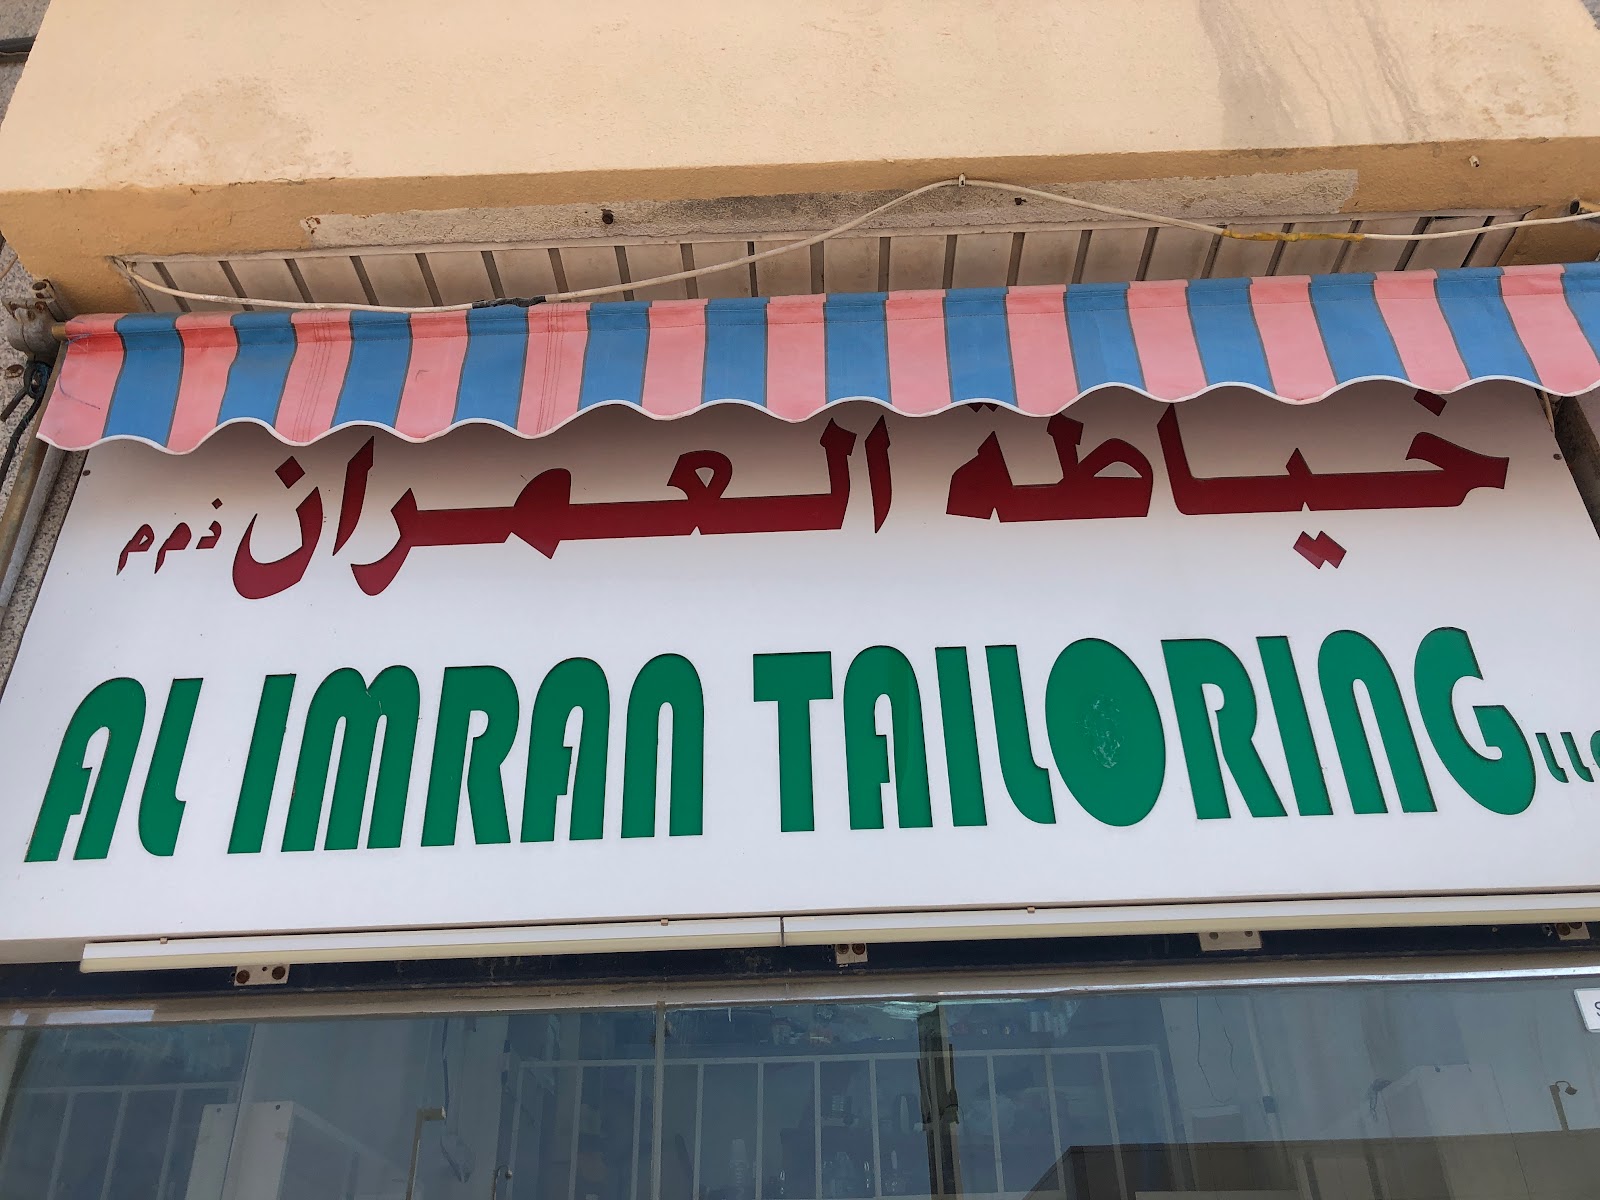 خياطة العمران ذ م م
AL IMRAN TAILORING LLC